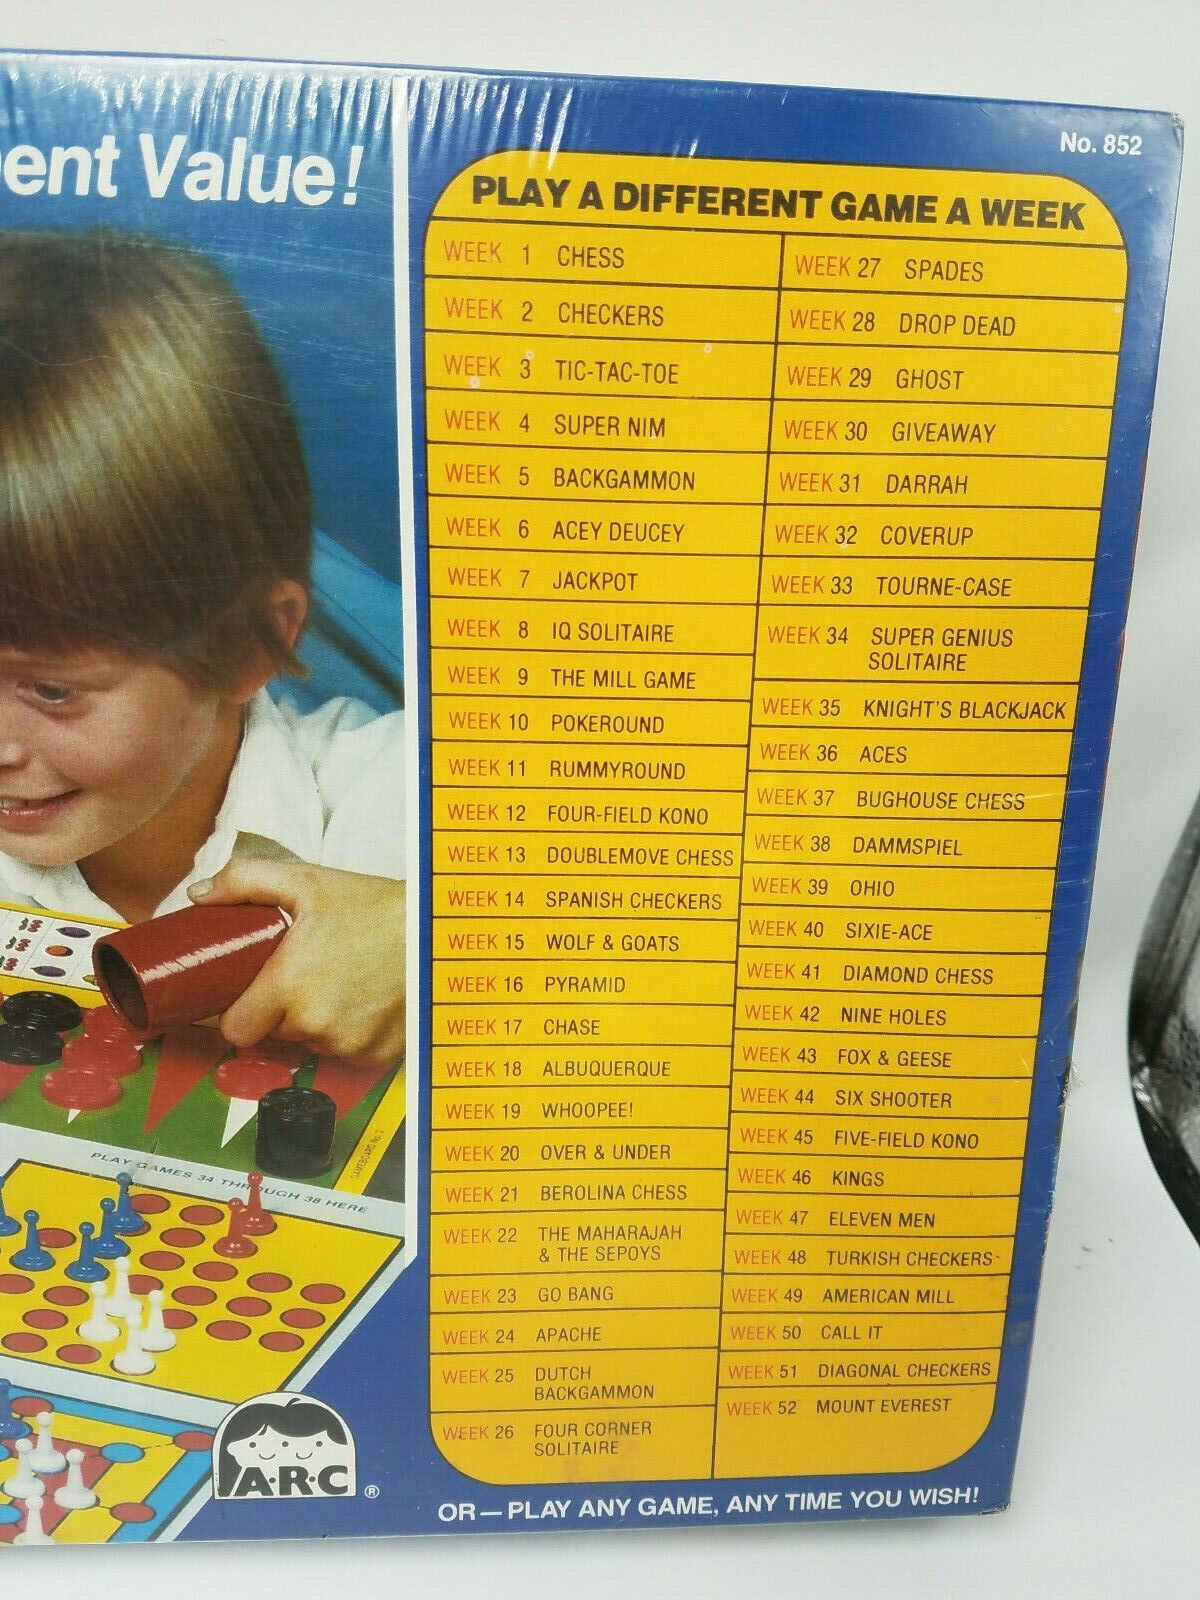 ent Value!
No. 852
PLAY A DIFFERENT GAME A WEEK
WEEK 1 CHESS
WEEK 2 CHECKERS
WEEK 3 TIC-TAC-TOE
WEEK 4 SUPER NIM
WEEK 5 BACKGAMMON
WEEK 6 ACEY DEUCEY
WEEK 7 JACKPOT
WEEK 8 IQ SOLITAIRE
WEEK 9 THE MILL GAME
WEEK 10 POKEROUND
WEEK 11 RUMMYROUND
WEEK 12 FOUR-FIELD KONO
WEEK 13 DOUBLEMOVE CHESS
WEEK 14 SPANISH CHECKERS
WEEK 15 WOLF & GOATS
WEEK 16 PYRAMID
WEEK 17 CHASE
WEEK 18 ALBUQUERQUE
WEEK 19 WHOOPEE!
WEEK 20 OVER & UNDER
WEEK 21 BEROLINA CHESS
WEEK 22 THE MAHARAJAH
& THE SEPOYS
WEEK 23 GO BANG
WEEK 24 APACHE
WEEK 25 DUTCH
BACKGAMMON
WEEK 26 FOUR CORNER
SOLITAIRE
WEEK 27 SPADES
WEEK 28 DROP DEAD
WEEK 29 GHOST
WEEK 30 GIVEAWAY
WEEK 31 DARRAH
WEEK 32 COVERUP
WEEK 33 TOURNE-CASE
WEEK 34 SUPER GENIUS
SOLITAIRE
WEEK 35 KNIGHT'S BLACKJACK
WEEK 36 ACES
WEEK 37 BUGHOUSE CHESS
WEEK 38 DAMMSPIEL
WEEK 39 OHIO
WEEK 40 SIXIE-ACE
WEEK 41 DIAMOND CHESS
WEEK 42 NINE HOLES
WEEK 43 FOX & GEESE
WEEK 44 SIX SHOOTER
WEEK 45 FIVE-FIELD KONO
WEEK 46 KINGS
WEEK 47 ELEVEN MEN
WEEK 48 TURKISH CHECKERS
WEEK 49 AMERICAN MILL
WEEK 50 CALL IT
WEEK 51 DIAGONAL CHECKERS
WEEK 52 MOUNT EVEREST
OR—PLAY ANY GAME, ANY TIME YOU WISH!
GAMEBOARD No. 2
PLAY GAMES 34 THROUGH 38 HERE
A·R·C ®